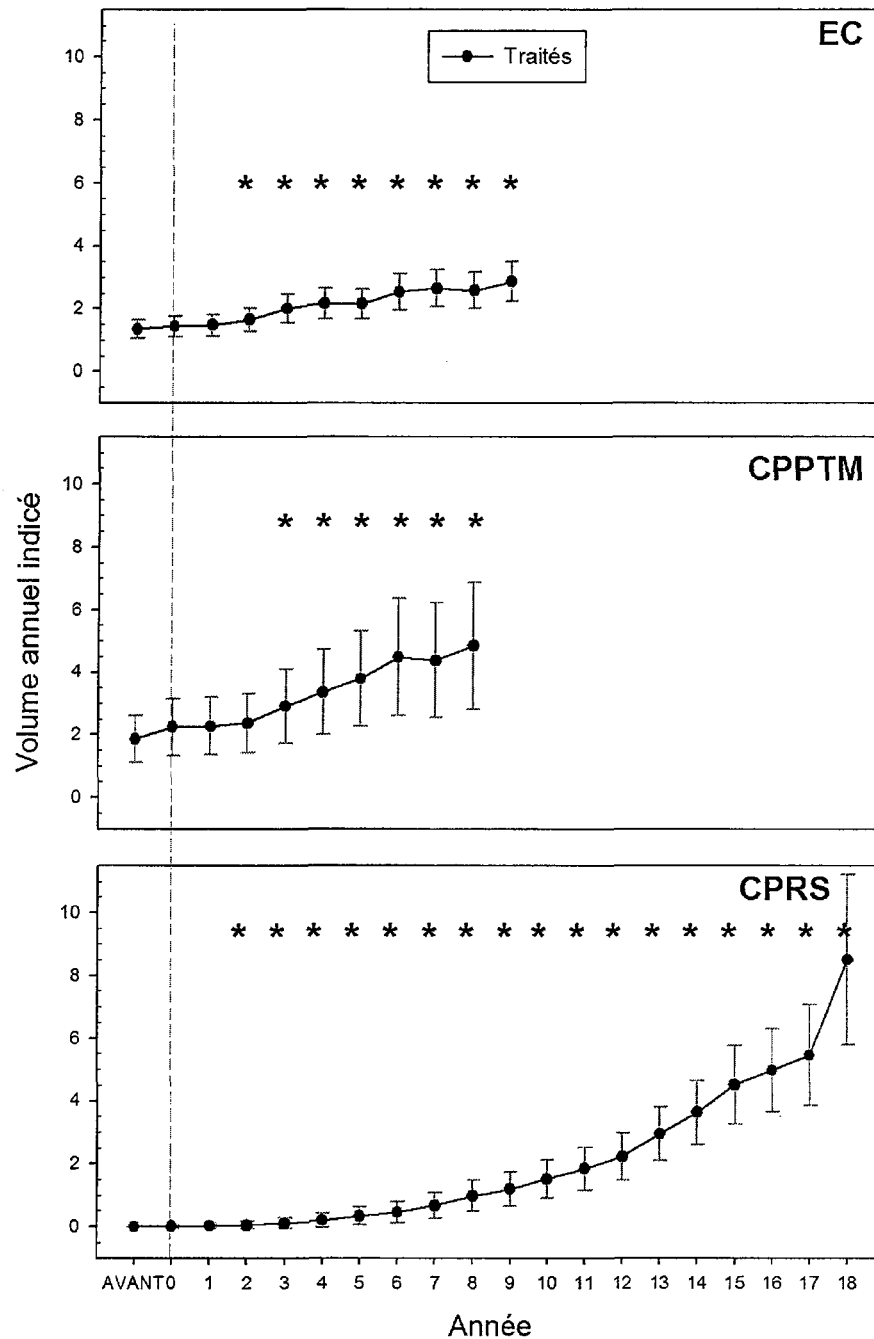 EC
Traités
10
8
6
4
2
0
* * * * * * * *
CPPTM
10
8
6
4
2
0
* * * * * *
Volume annuel indicé
CPRS
10
8
6
4
2
0
* * * * * * * * * * * * * * * * *
AVANT 0 1 2 3 4 5 6 7 8 9 10 11 12 13 14 15 16 17 18
Année